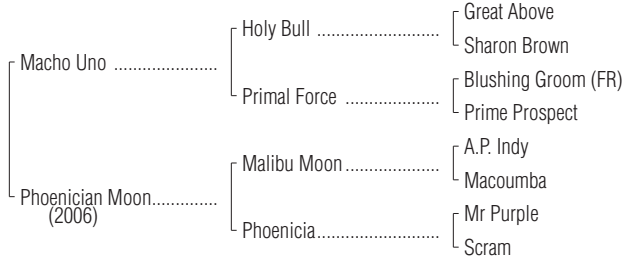 Macho Uno .....................
Phoenician Moon..............
(2006)
Holy Bull .........................
Primal Force ...................
Malibu Moon...................
Phoenicia.........................
Great Above
Sharon Brown
Blushing Groom (FR)
Prime Prospect
A.P. Indy
Macoumba
Mr Purple
Scram